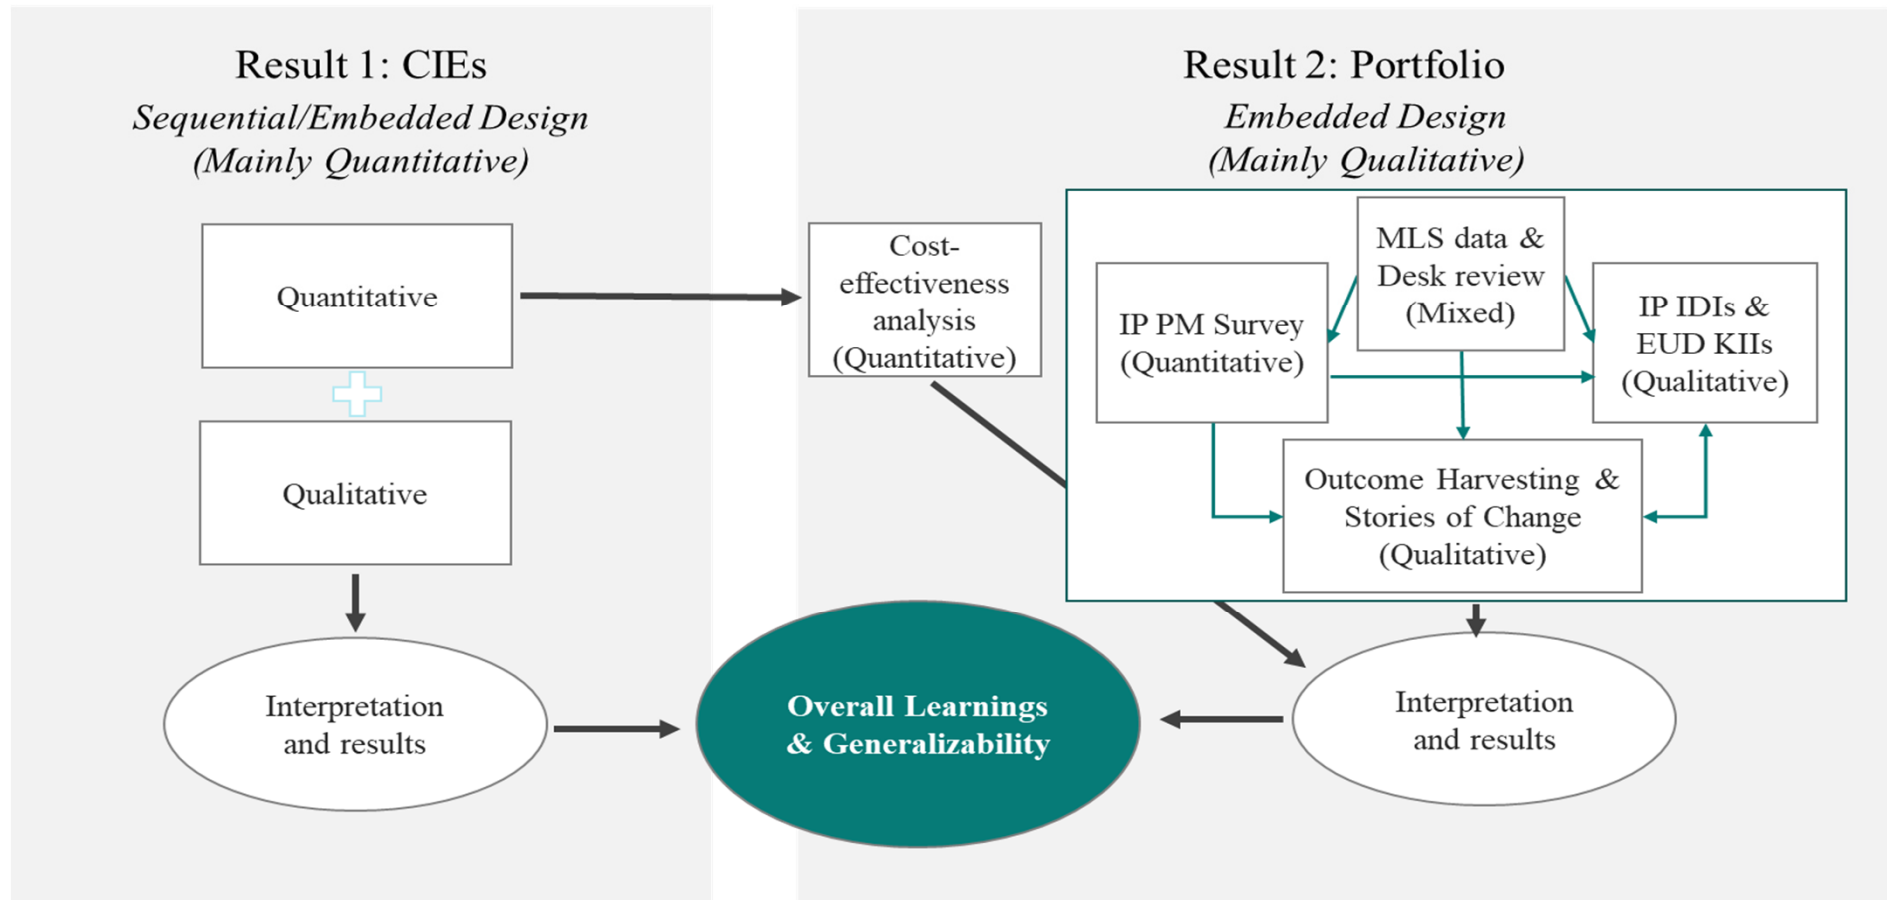 Result 1: CIEs
Sequential/Embedded Design
(Mainly Quantitative)
Quantitative
Qualitative
Interpretation
and results
Result 2: Portfolio
Embedded Design
(Mainly Qualitative)
Cost-
effectiveness
analysis
(Quantitative)
MLS data &
Desk review
(Mixed)
IP PM Survey
(Quantitative)
IP IDIs &
EUD KIIs
(Qualitative)
Outcome Harvesting &
Stories of Change
(Qualitative)
Interpretation
and results
Overall Learnings
& Generalizability